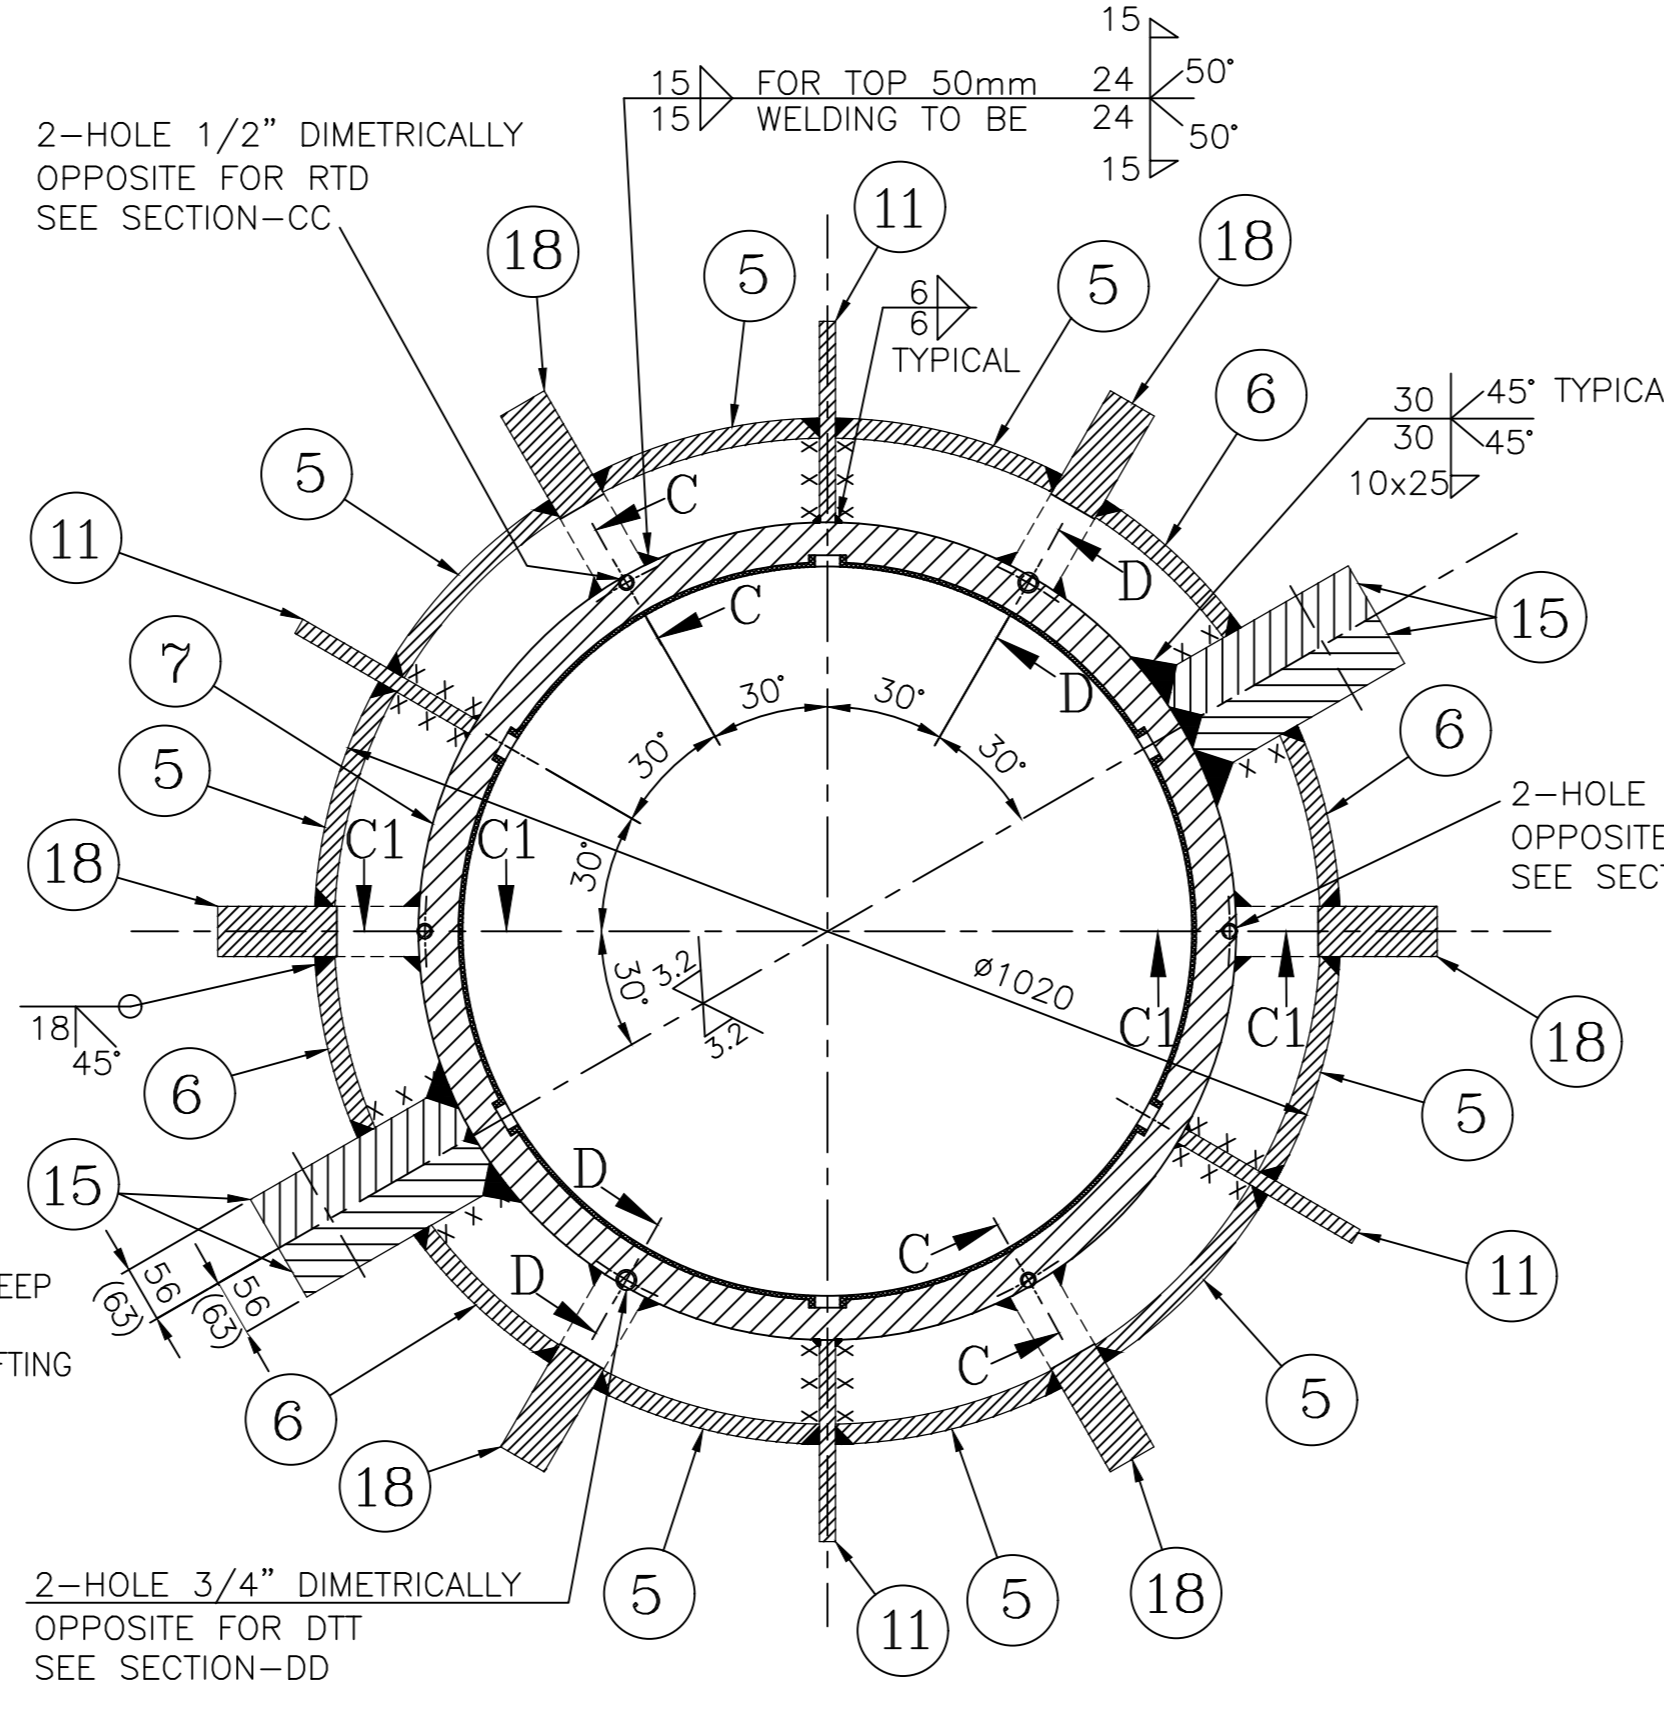 15
15 FOR TOP 50mm 24 50°
15 WELDING TO BE 24 50°
15
2-HOLE 1/2” DIMETRICALLY
OPPOSITE FOR RTD
SEE SECTION-CC
18
5
11
5
18
6
6
TYPICAL
6
30 45° TYPICA
30 45°
10x25
5
11
7
5
18
C
C
D
D
15
6
2-HOLE
OPPOSITE
SEE SECT
30°
30°
30°
30°
30°
30°
C1
C1
ø1020
3.2
3.2
C1
C1
18
18
45°
6
5
15
D
D
C
C
11
EEP
56
(63)
56
(63)
FTING
6
5
18
5
5
11
18
2-HOLE 3/4” DIMETRICALLY
OPPOSITE FOR DTT
SEE SECTION-DD